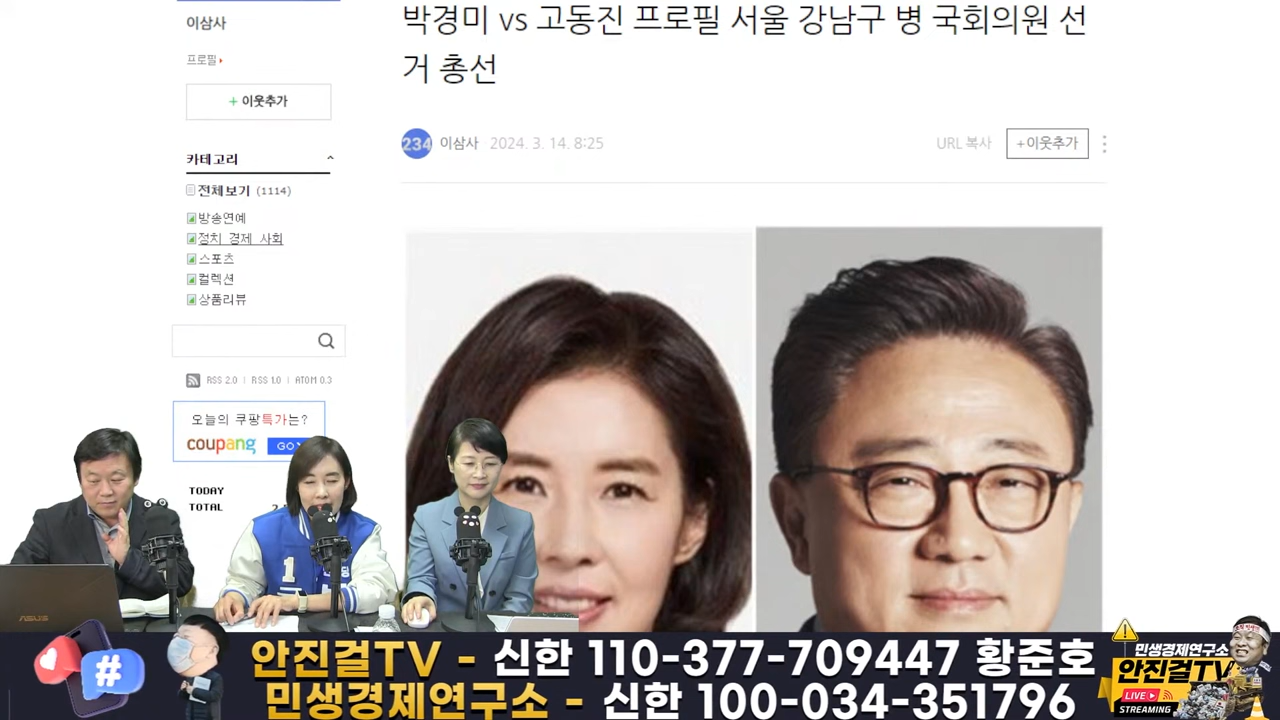 이삼사
프로필
+ 이웃추가
카테고리
전체보기 (1114)
방송연예
정치 경제 사회
스포츠
컬렉션
상품리뷰
RSS 2.0 | RSS 1.0 | ATOM 0.3
오늘의 쿠팡특가는?
coupang GO
TODAY
TOTAL
박경미 vs 고동진 프로필 서울 강남구 병 국회의원 선
거 총선
234 이삼사 2024. 3. 14. 8:25 URL 복사 +이웃추가
1
ASUS
#
안진걸TV - 신한 110-377-709447 황준호
민생경제연구소 - 신한 100-034-351796
민생경제연구소
안진걸TV
LIVE
STREAMING